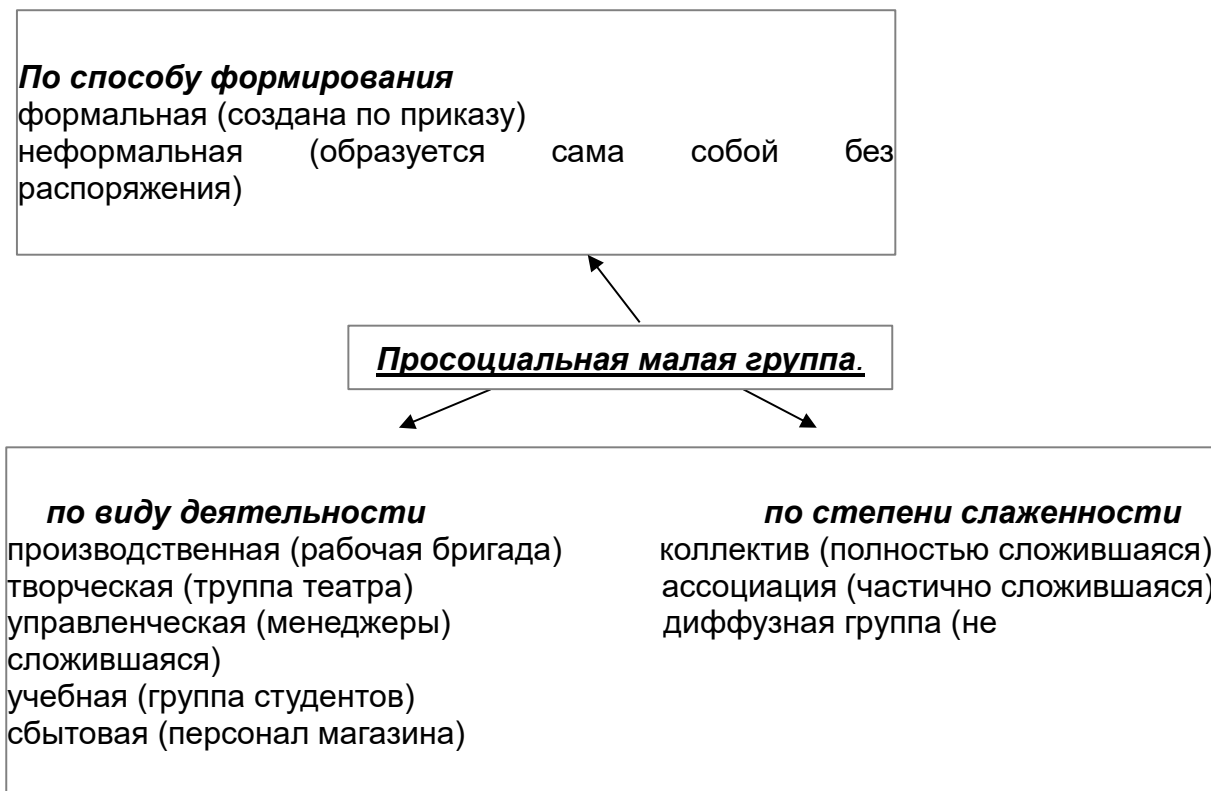 По способу формирования
формальная (создана по приказу)
неформальная (образуется сама собой без
распоряжения)
Просоциальная малая группа.
по виду деятельности по степени слаженности
производственная (рабочая бригада) коллектив (полностью сложившаяся)
творческая (труппа театра) ассоциация (частично сложившаяся)
управленческая (менеджеры) диффузная группа (не
сложившаяся)
учебная (группа студентов)
сбытовая (персонал магазина)